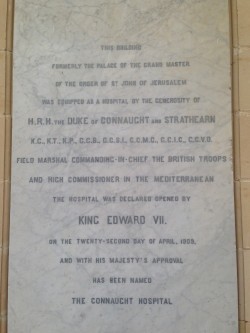 THIS BUILDING
FORMERLY THE PALACE OF THE GRAND MASTER
OF THE ORDER OF ST JOHN OF JERUSALEM
WAS EQUIPPED AS A HOSPITAL BY THE GENEROSITY OF
H.R.H. THE DUKE OF CONNAUGHT AND STRATHEARN
K.G., K.T., K.P., G.C.B., G.C.S.I., G.C.M.G., G.C.I.E., G.C.V.O.
FIELD MARSHAL COMMANDING-IN-CHIEF THE BRITISH TROOPS
AND HIGH COMMISSIONER IN THE MEDITERRANEAN
THE HOSPITAL WAS DECLARED OPENED BY
KING EDWARD VII.
ON THE TWENTY-SECOND DAY OF APRIL, 1909,
AND WITH HIS MAJESTY'S APPROVAL
HAS BEEN NAMED
THE CONNAUGHT HOSPITAL